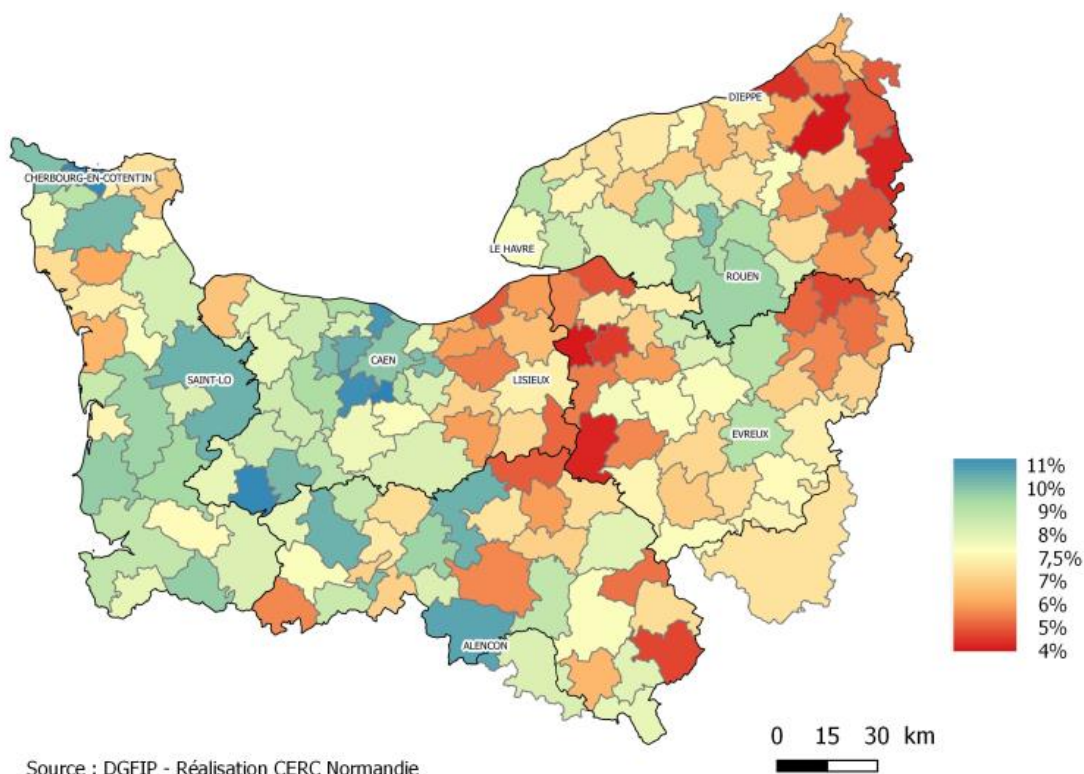 DIEPPE
CHERBOURG-EN-COTENTIN
LE HAVRE
ROUEN
CAEN
SAINT-LO
LISIEUX
EVREUX
ALENCON
11%
10%
9%
8%
7,5%
7%
6%
5%
4%
0 15 30 km
Source : DGFIP - Réalisation CERC Normandie